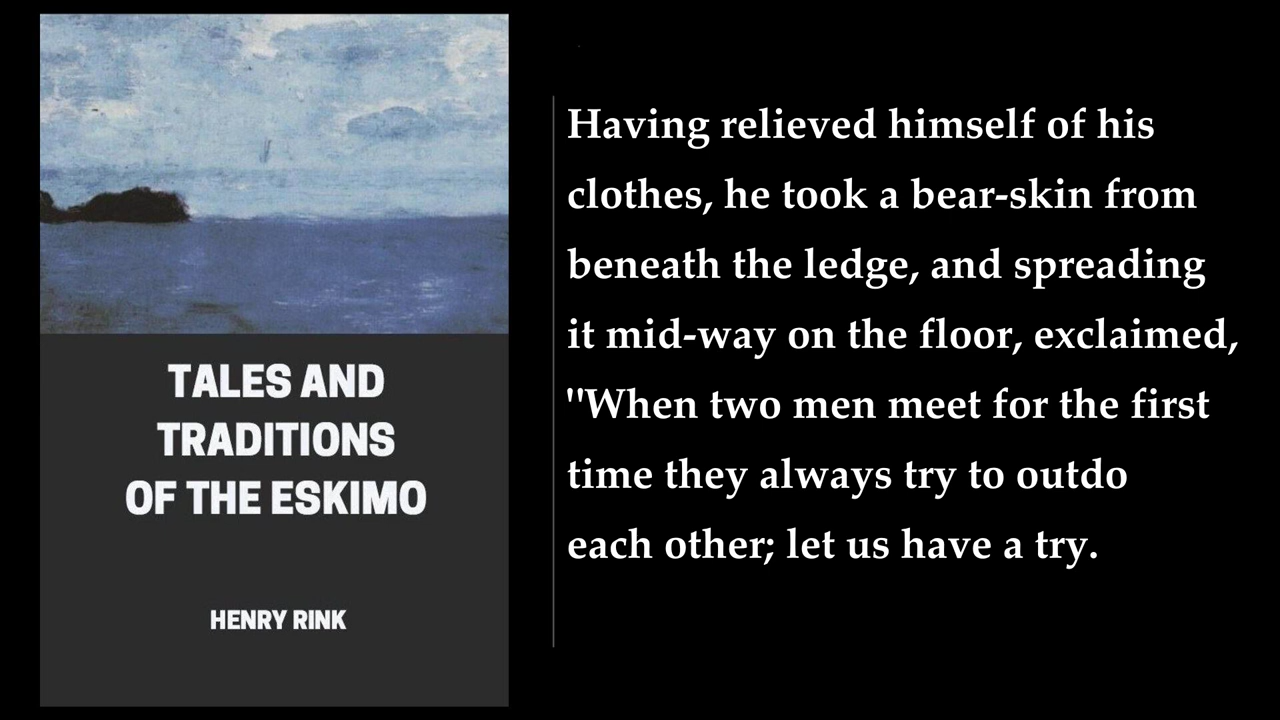 TALES AND
TRADITIONS
OF THE ESKIMO
HENRY RINK
Having relieved himself of his
clothes, he took a bear-skin from
beneath the ledge, and spreading
it mid-way on the floor, exclaimed,
"When two men meet for the first
time they always try to outdo
each other; let us have a try.